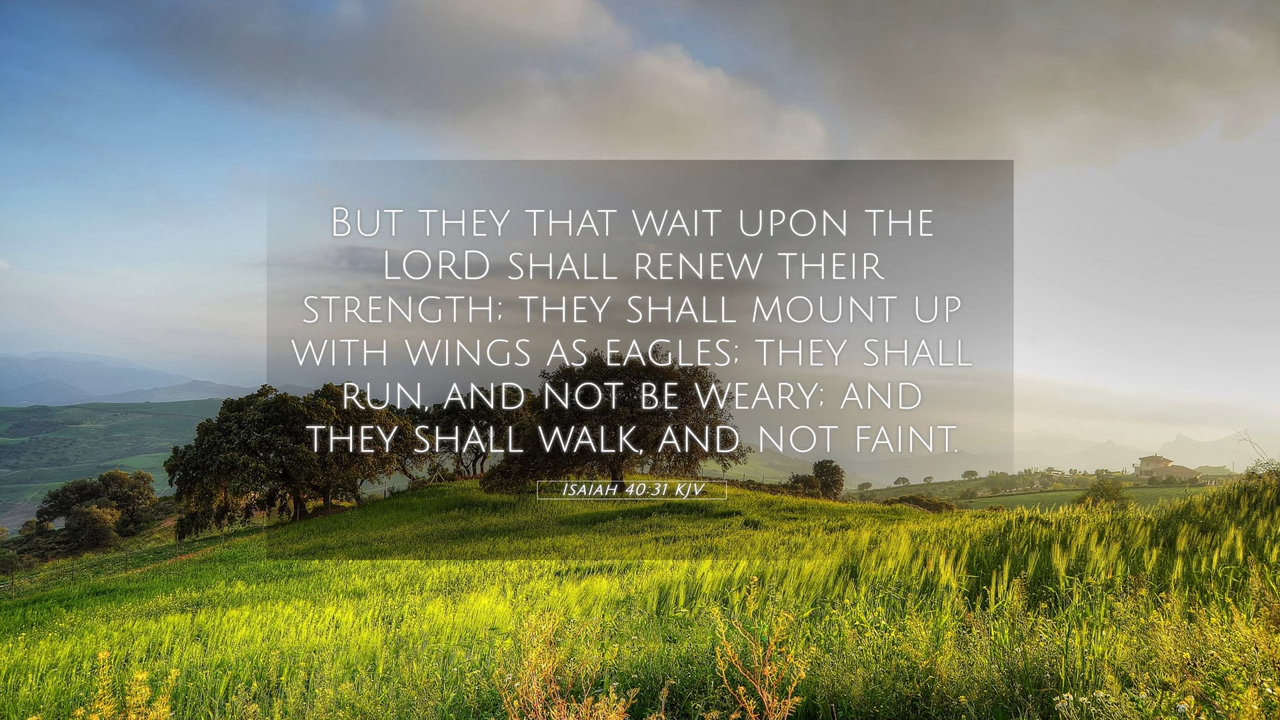 But they that wait upon the
LORD shall renew their
strength; they shall mount up
with wings as eagles; they shall
run, and not be weary; and
they shall walk, and not faint.
Isaiah 40:31 KJV